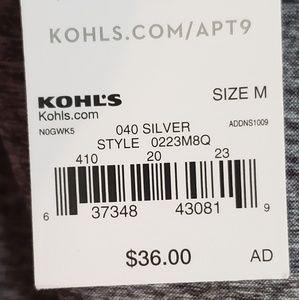 KOHLS.COM/APT9
KOHL'S SIZE M
Kohls.com
N0GWK5 040 SILVER ADDNS1009
STYLE 0223M8Q
410 20 23
6 37348 43081 9
$36.00 AD